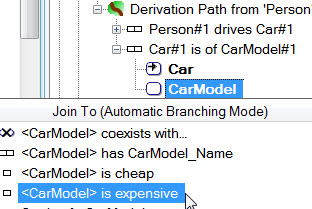 Derivation Path from 'Person
Person#1 drives Car#1
Car#1 is of CarModel#1
Car
CarModel
Join To (Automatic Branching Mode)
<CarModel> coexists with...
<CarModel> has CarModel_Name
<CarModel> is cheap
<CarModel> is expensive